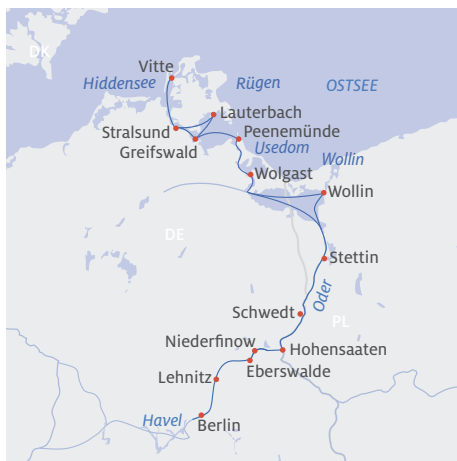 DK
Vitte
Hiddensee
Rügen
OSTSEE
Lauterbach
Stralsund
Peenemünde
Greifswald
Usedom
Wollin
Wolgast
Wollin
DE
Stettin
Oder
Schwedt
PL
Niederfinow
Hohensaaten
Eberswalde
Lehnitz
Havel
Berlin